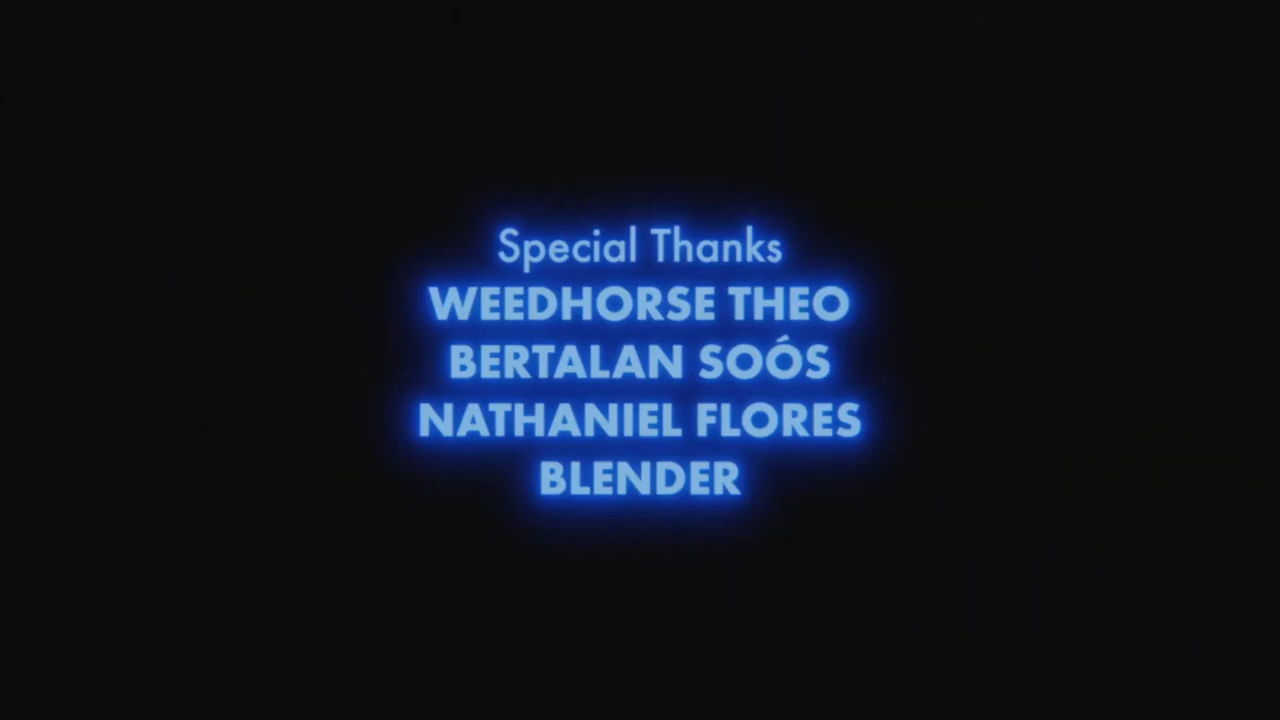 Special Thanks
WEEDHORSE THEO
BERTALAN SOÓS
NATHANIEL FLORES
BLENDER